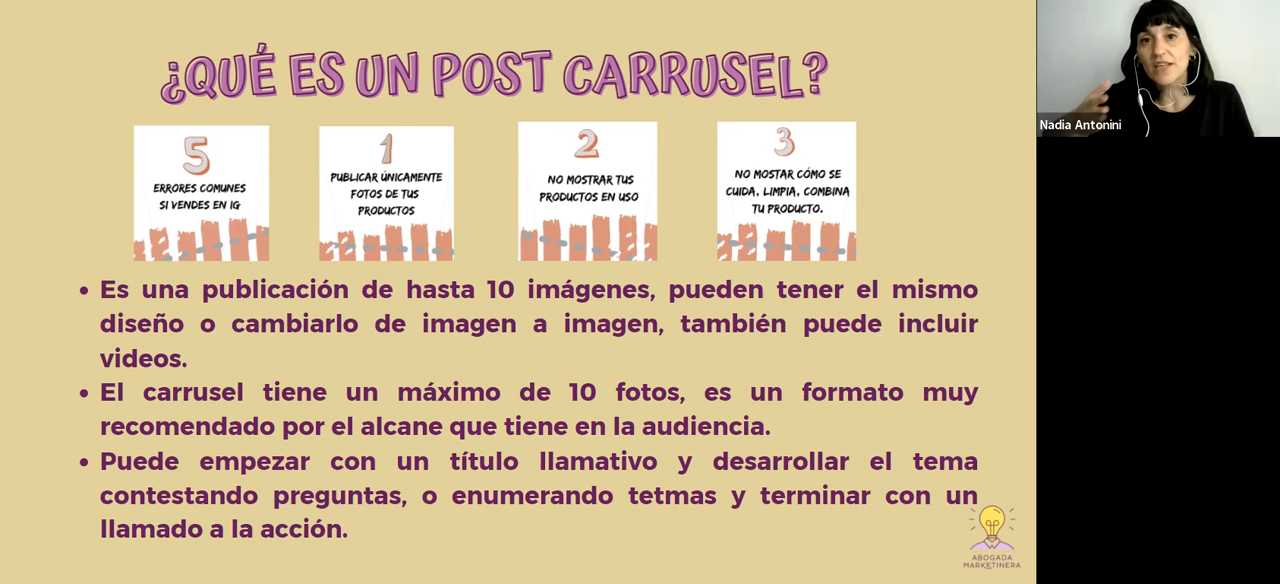 ¿QUÉ ES UN POST CARRUSEL?
5
ERRORES COMUNES
SI VENDES EN IG
1
PUBLICAR ÚNICAMENTE
FOTOS DE TUS
PRODUCTOS
2
NO MOSTRAR TUS
PRODUCTOS EN USO
3
NO MOSTAR CÓMO SE
CUIDA, LIMPIA, COMBINA
TU PRODUCTO.
• Es una publicación de hasta 10 imágenes, pueden tener el mismo
diseño o cambiarlo de imagen a imagen, también puede incluir
videos.
• El carrusel tiene un máximo de 10 fotos, es un formato muy
recomendado por el alcane que tiene en la audiencia.
• Puede empezar con un título llamativo y desarrollar el tema
contestando preguntas, o enumerando tetmas y terminar con un
llamado a la acción.
ABOGADA
MARKETINERA
Nadia Antonini